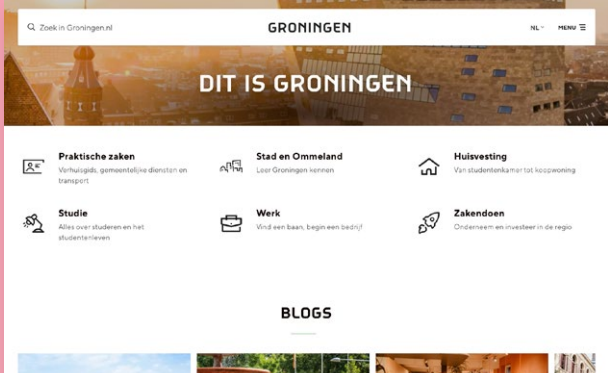 Zoek in Groningen.nl
GRONINGEN
NL
MENU
DIT IS GRONINGEN
Praktische zaken
Verhuisgids, gemeentelijke diensten en
transport
Stad en Ommeland
Leer Groningen kennen
Huisvesting
Van studentenkamer tot koopwoning
Studie
Alles over studeren en het
studentenleven
Werk
Vind een baan, begin een bedrijf
Zakendoen
Onderneem en investeer in de regio
BLOGS